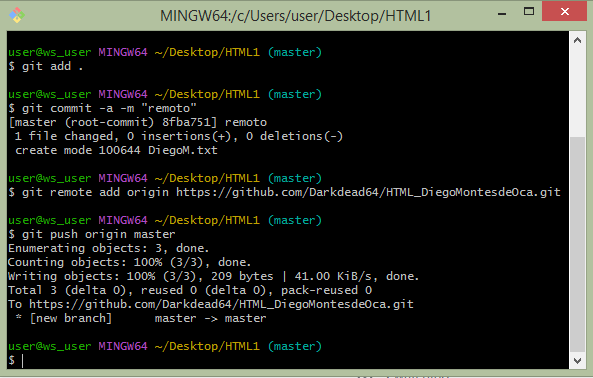 MINGW64:/c/Users/user/Desktop/HTML1
user@ws_user MINGW64 ~/Desktop/HTML1 (master)
$ git add .
user@ws_user MINGW64 ~/Desktop/HTML1 (master)
$ git commit -a -m "remoto"
[master (root-commit) 8fba751] remoto
1 file changed, 0 insertions(+), 0 deletions(-)
create mode 100644 DiegoM.txt
user@ws_user MINGW64 ~/Desktop/HTML1 (master)
$ git remote add origin https://github.com/Darkdead64/HTML_DiegoMontesdeOca.git
user@ws_user MINGW64 ~/Desktop/HTML1 (master)
$ git push origin master
Enumerating objects: 3, done.
Counting objects: 100% (3/3), done.
Writing objects: 100% (3/3), 209 bytes | 41.00 KiB/s, done.
Total 3 (delta 0), reused 0 (delta 0), pack-reused 0
To https://github.com/Darkdead64/HTML_DiegoMontesdeOca.git
* [new branch]      master -> master
user@ws_user MINGW64 ~/Desktop/HTML1 (master)
$